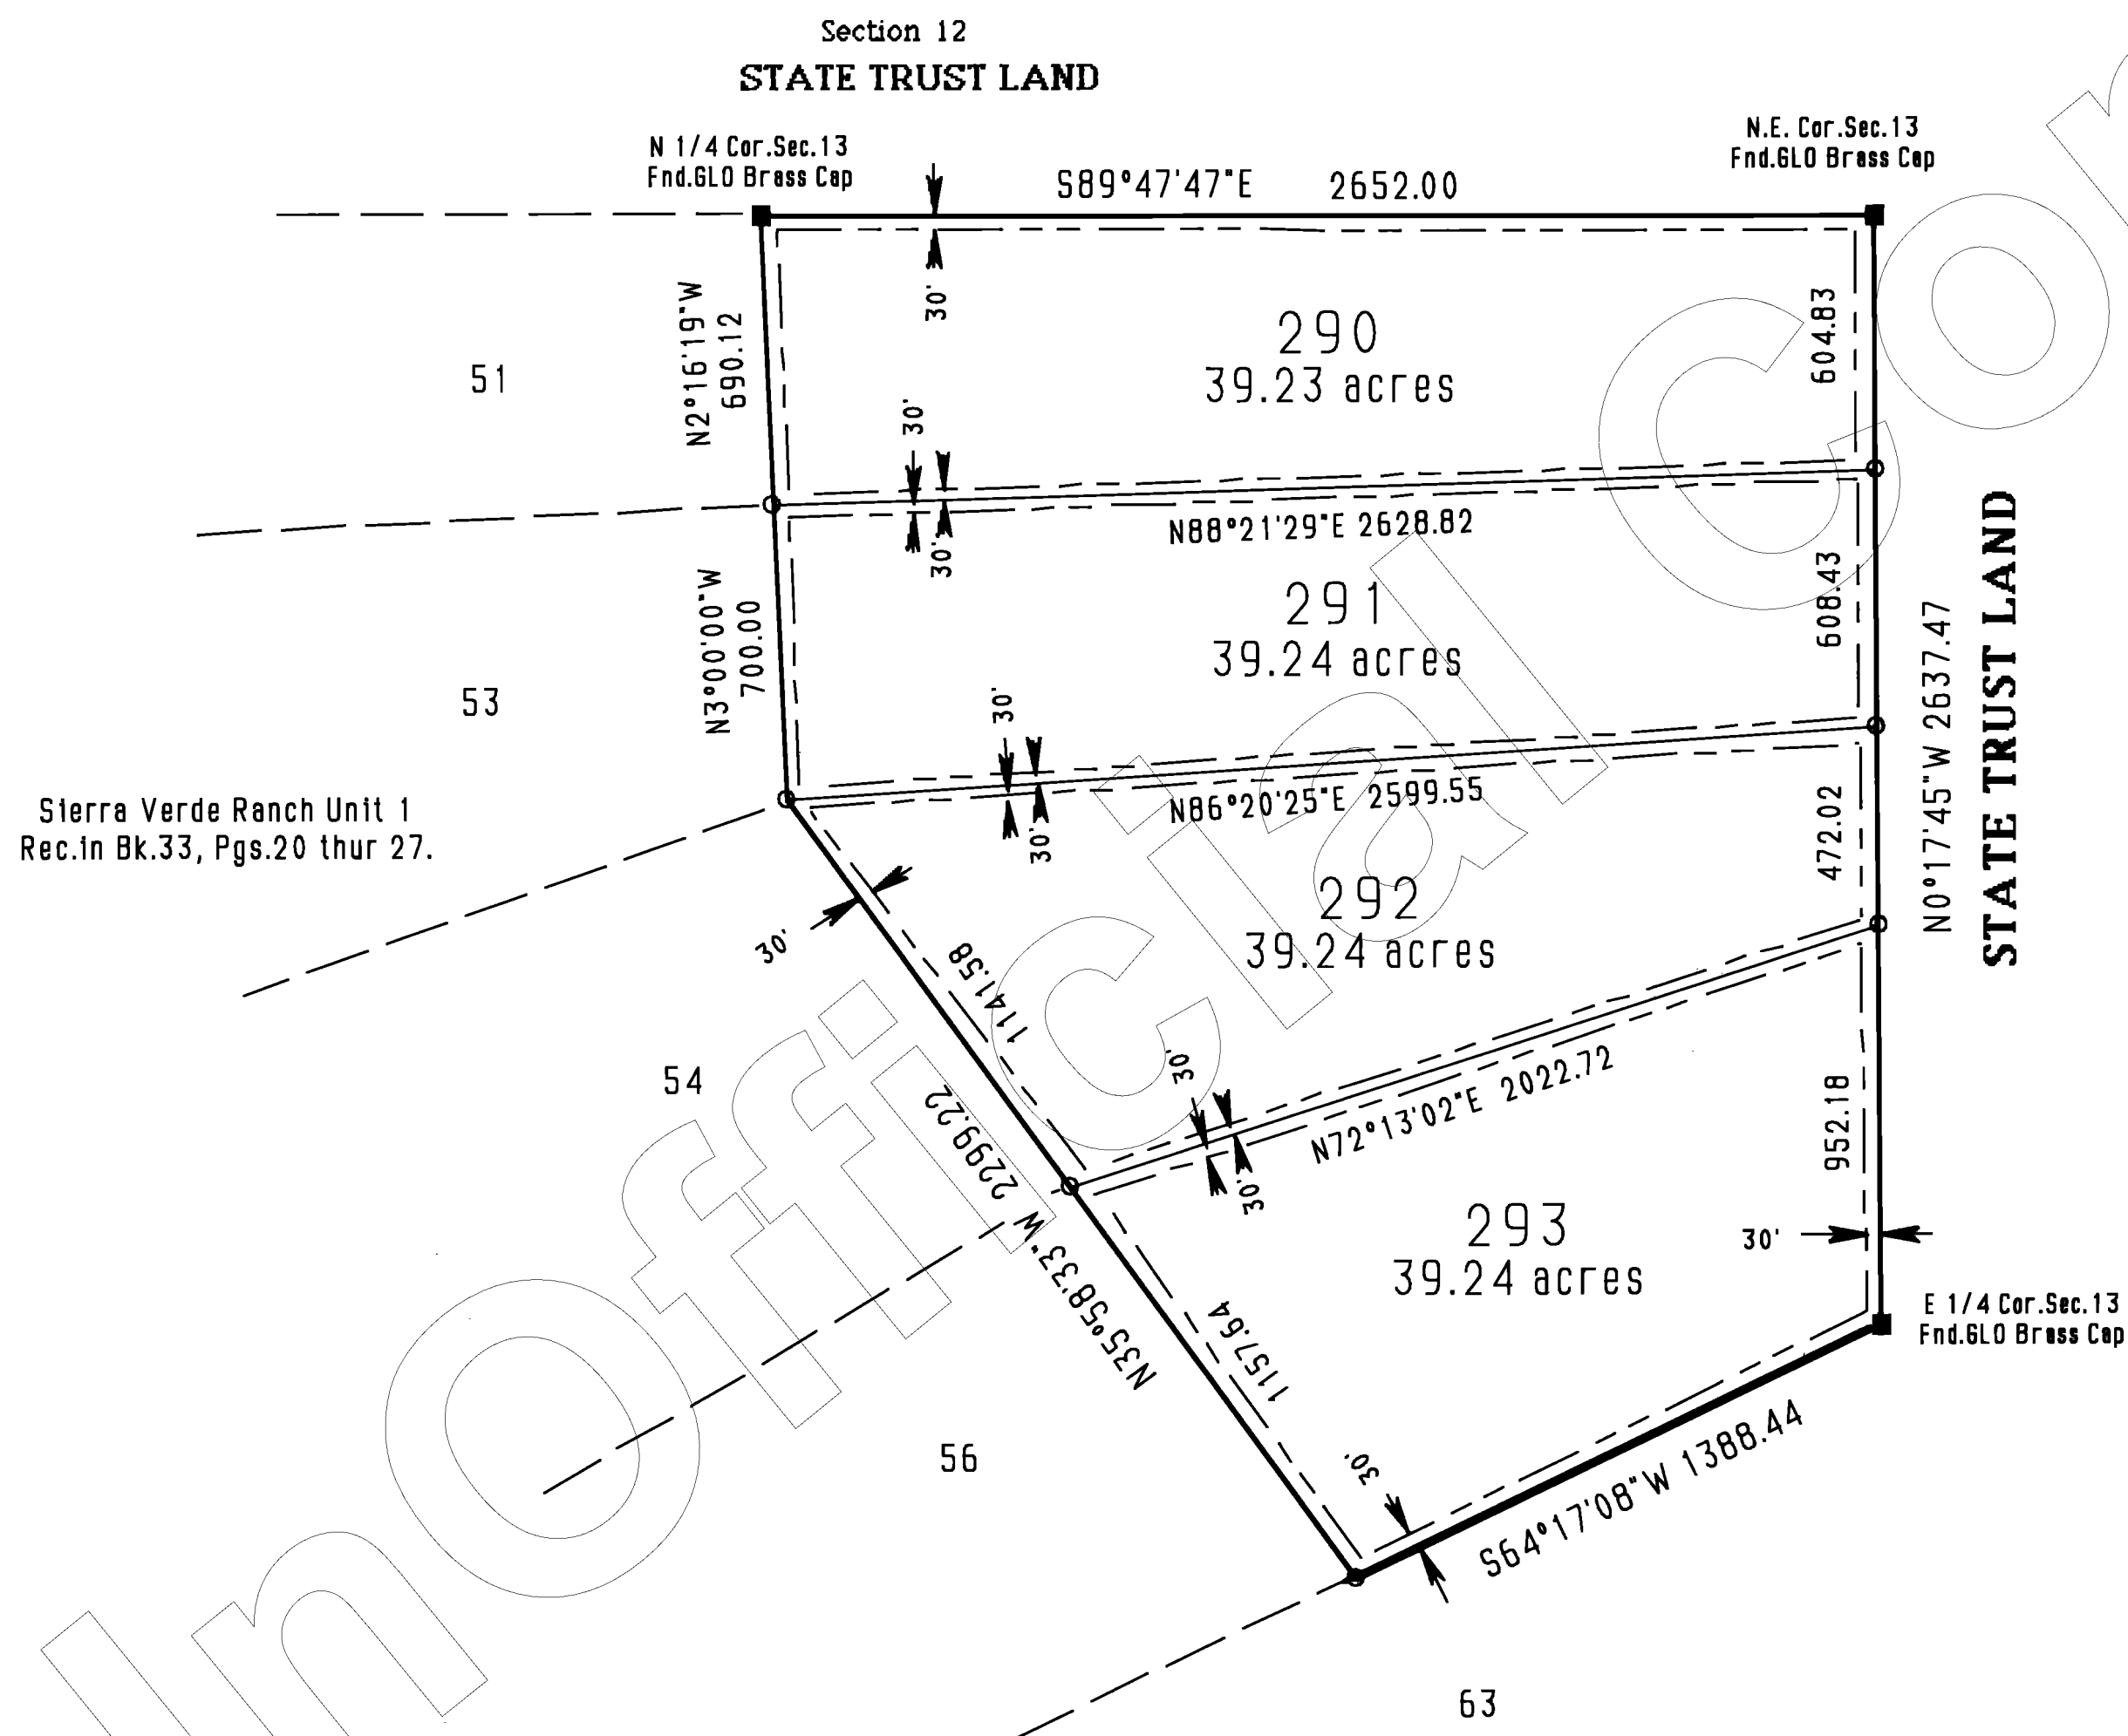 Section 12
STATE TRUST LAND
N 1/4 Cor.Sec.13
Fnd.GLO Brass Cap
N.E. Cor.Sec.13
Fnd.GLO Brass Cap
S89°47'47"E 2652.00
30'
N2°16'19"W
690.12
51
290
39.23 acres
604.83
30'
30'
N88°21'29"E 2628.82
N3°00'00"W
700.00
53
291
39.24 acres
608.43
N0°17'45"W 2637.47
STATE TRUST LAND
30'
30'
N86°20'25"E 2599.55
Sierra Verde Ranch Unit 1
Rec.in Bk.33, Pgs.20 thur 27.
472.02
292
39.24 acres
30'
1141.58
54
2299.22
N35°58'33"W
30'
30'
N72°13'02"E 2022.72
952.18
293
39.24 acres
30'
E 1/4 Cor.Sec.13
Fnd.GLO Brass Cap
1157.64
56
30'
S64°17'08"W 1388.44
63